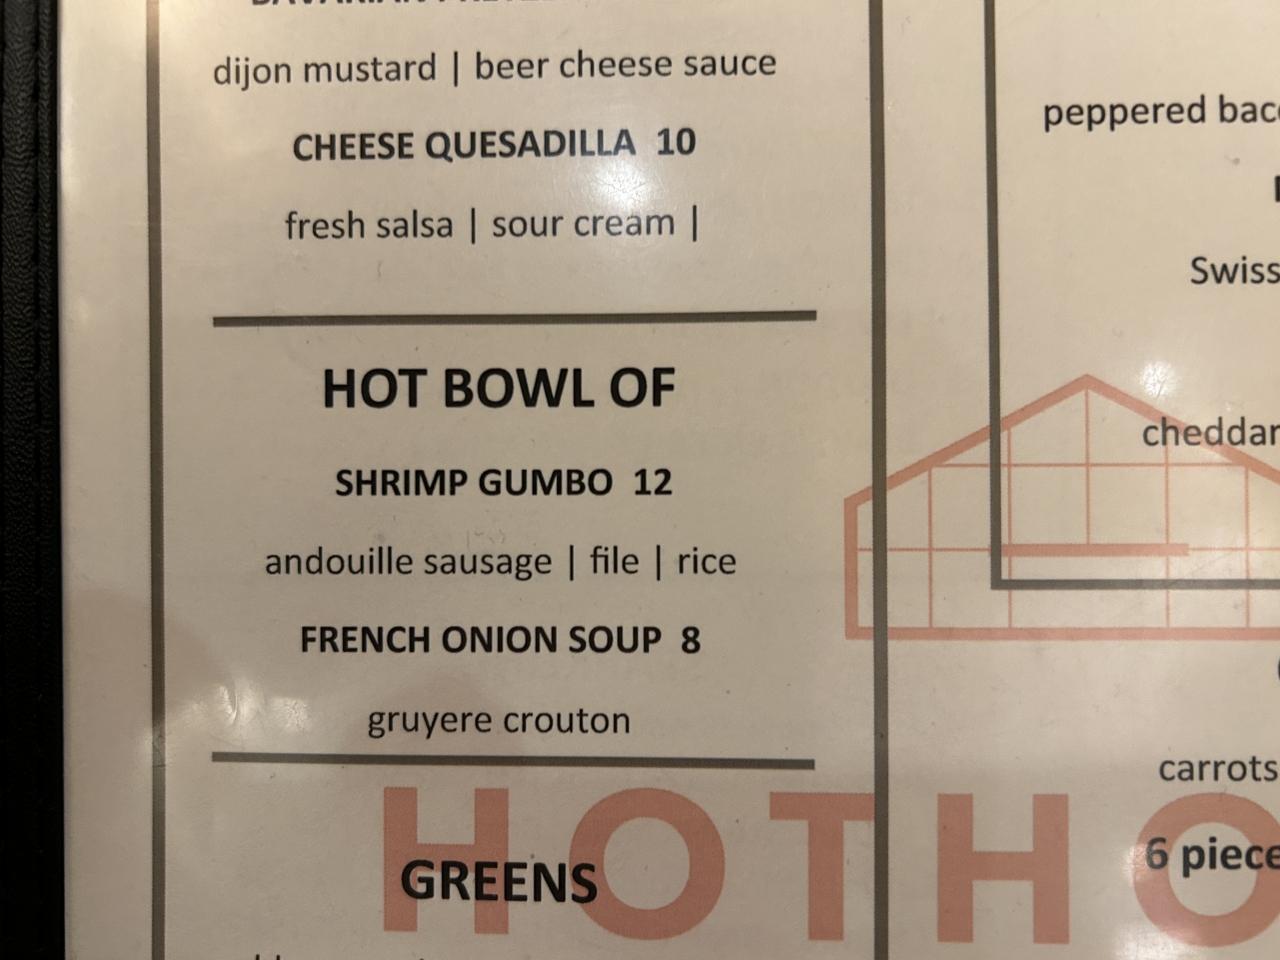 dijon mustard | beer cheese sauce
CHEESE QUESADILLA 10
fresh salsa | sour cream |
HOT BOWL OF
SHRIMP GUMBO 12
andouille sausage | file | rice
FRENCH ONION SOUP 8
gruyere crouton
GREENS
HOTHO
peppered
Swiss
cheddar
carrots
6 piece